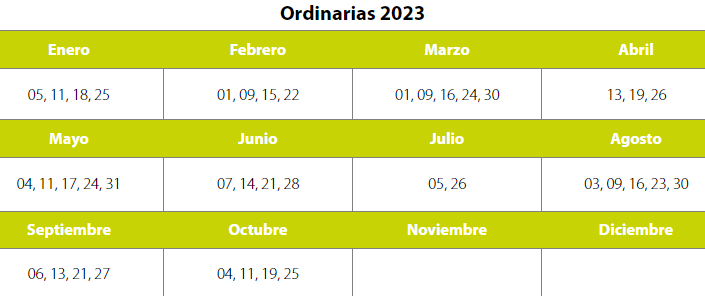 Ordinarias 2023
Enero Febrero Marzo Abril
05, 11, 18, 25 01, 09, 15, 22 01, 09, 16, 24, 30 13, 19, 26
Mayo Junio Julio Agosto
04, 11, 17, 24, 31 07, 14, 21, 28 05, 26 03, 09, 16, 23, 30
Septiembre Octubre Noviembre Diciembre
06, 13, 21, 27 04, 11, 19, 25